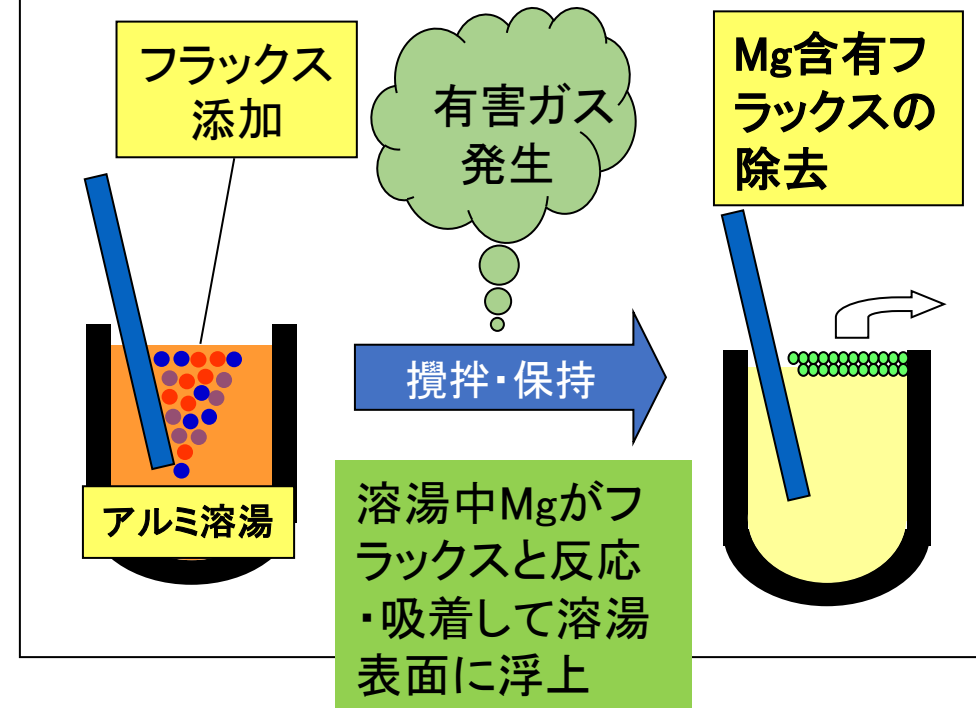 フラックス
添加
有害ガス
発生
Mg含有フ
ラックスの
除去
攪拌・保持
アルミ溶湯
溶湯中Mgがフ
ラックスと反応
・吸着して溶湯
表面に浮上